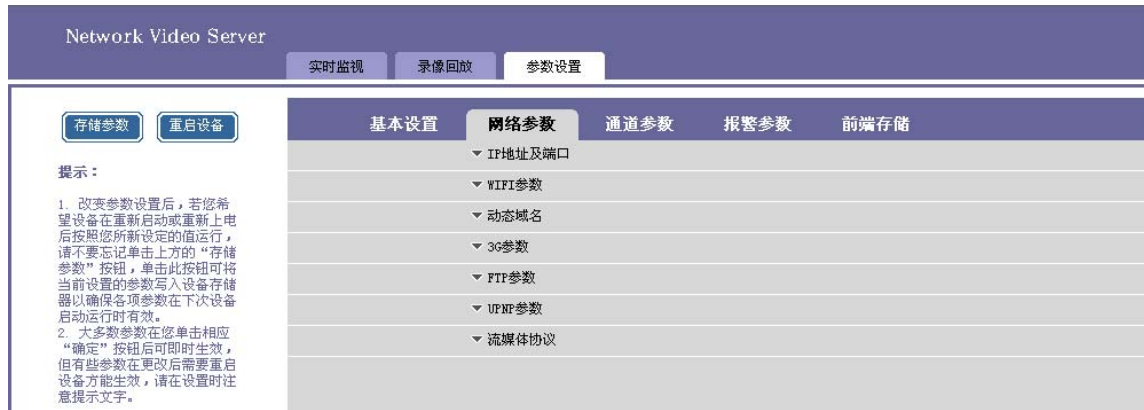 Network Video Server
实时监视 录像回放 参数设置
存储参数 重启设备
提示：
1. 改变参数设置后，若您希
望设备在重新启动或重新上电
后按照您所新设定的值运行，
请不要忘记单击上方的“存储
参数”按钮，单击此按钮可将
当前设置的参数写入设备存储
器以确保各项参数在下次设备
启动运行时有效。
2. 大多数参数在您单击相应
“确定”按钮后可即时生效，
但有些参数在更改后需要重启
设备方能生效，请在设置时注
意提示文字。
基本设置 网络参数 通道参数 报警参数 前端存储
IP地址及端口
WIFI参数
动态域名
3G参数
FTP参数
UPNP参数
流媒体协议